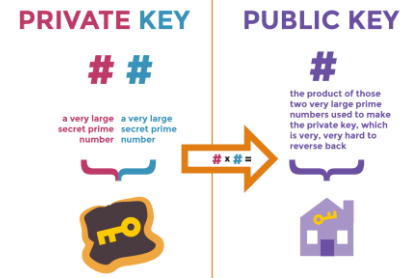 PRIVATE KEY
# #
a very large
secret prime
number
a very large
secret prime
number
# x # =
PUBLIC KEY
#
the product of those
two very large prime
numbers used to make
the private key, which
is very, very hard to
reverse back